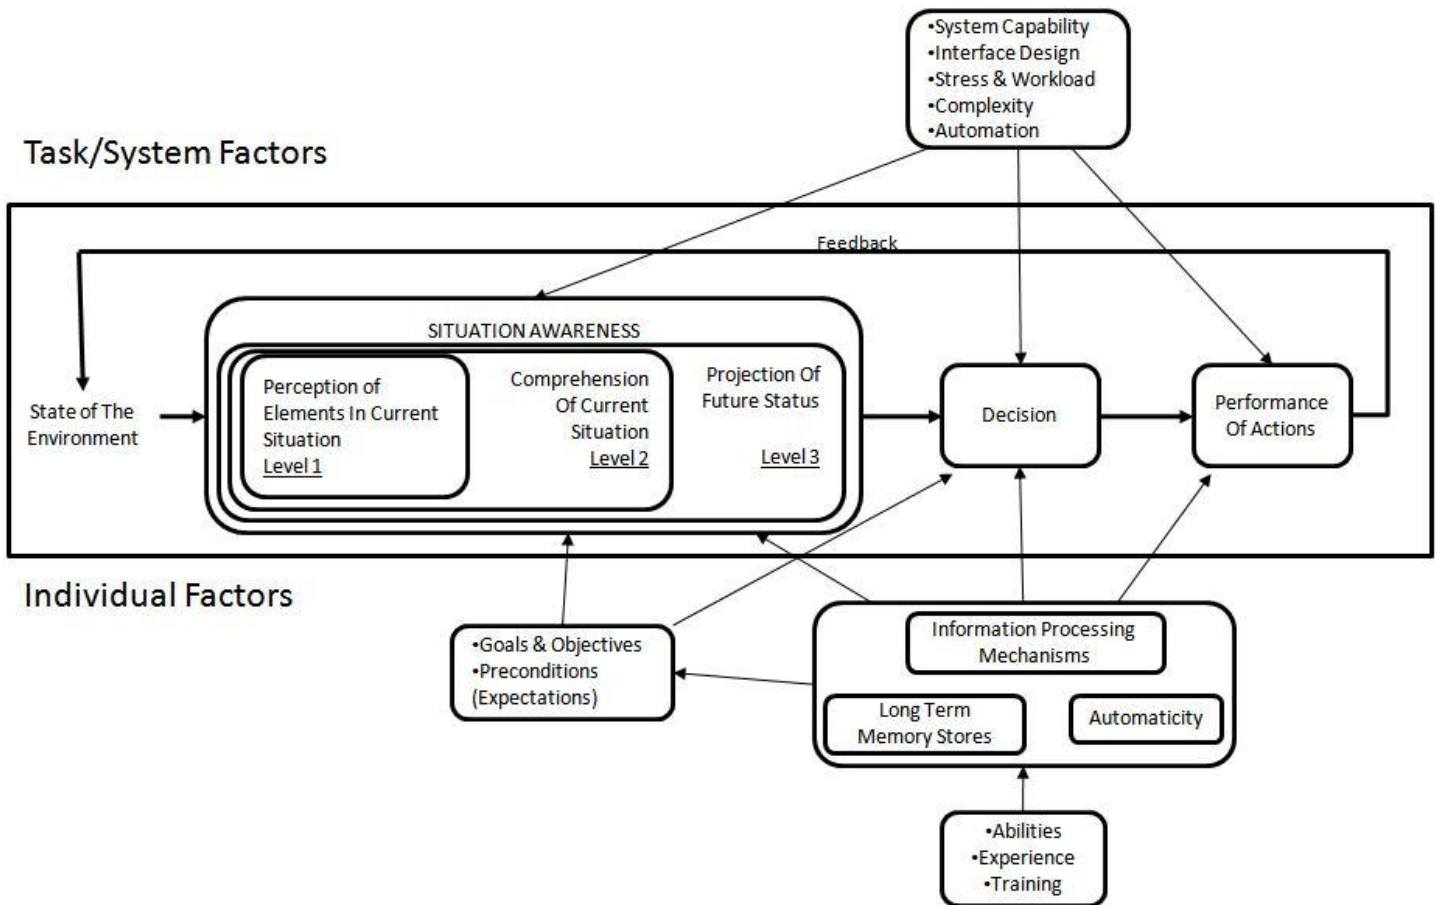 •System Capability
•Interface Design
•Stress & Workload
•Complexity
•Automation
Task/System Factors
Feedback
SITUATION AWARENESS
Perception of
Elements In Current
Situation
Level 1
Comprehension
Of Current
Situation
Level 2
Projection Of
Future Status
Level 3
State of The
Environment
Decision
Performance
Of Actions
Individual Factors
•Goals & Objectives
•Preconditions
(Expectations)
Information Processing
Mechanisms
Long Term
Memory Stores
Automaticity
•Abilities
•Experience
•Training